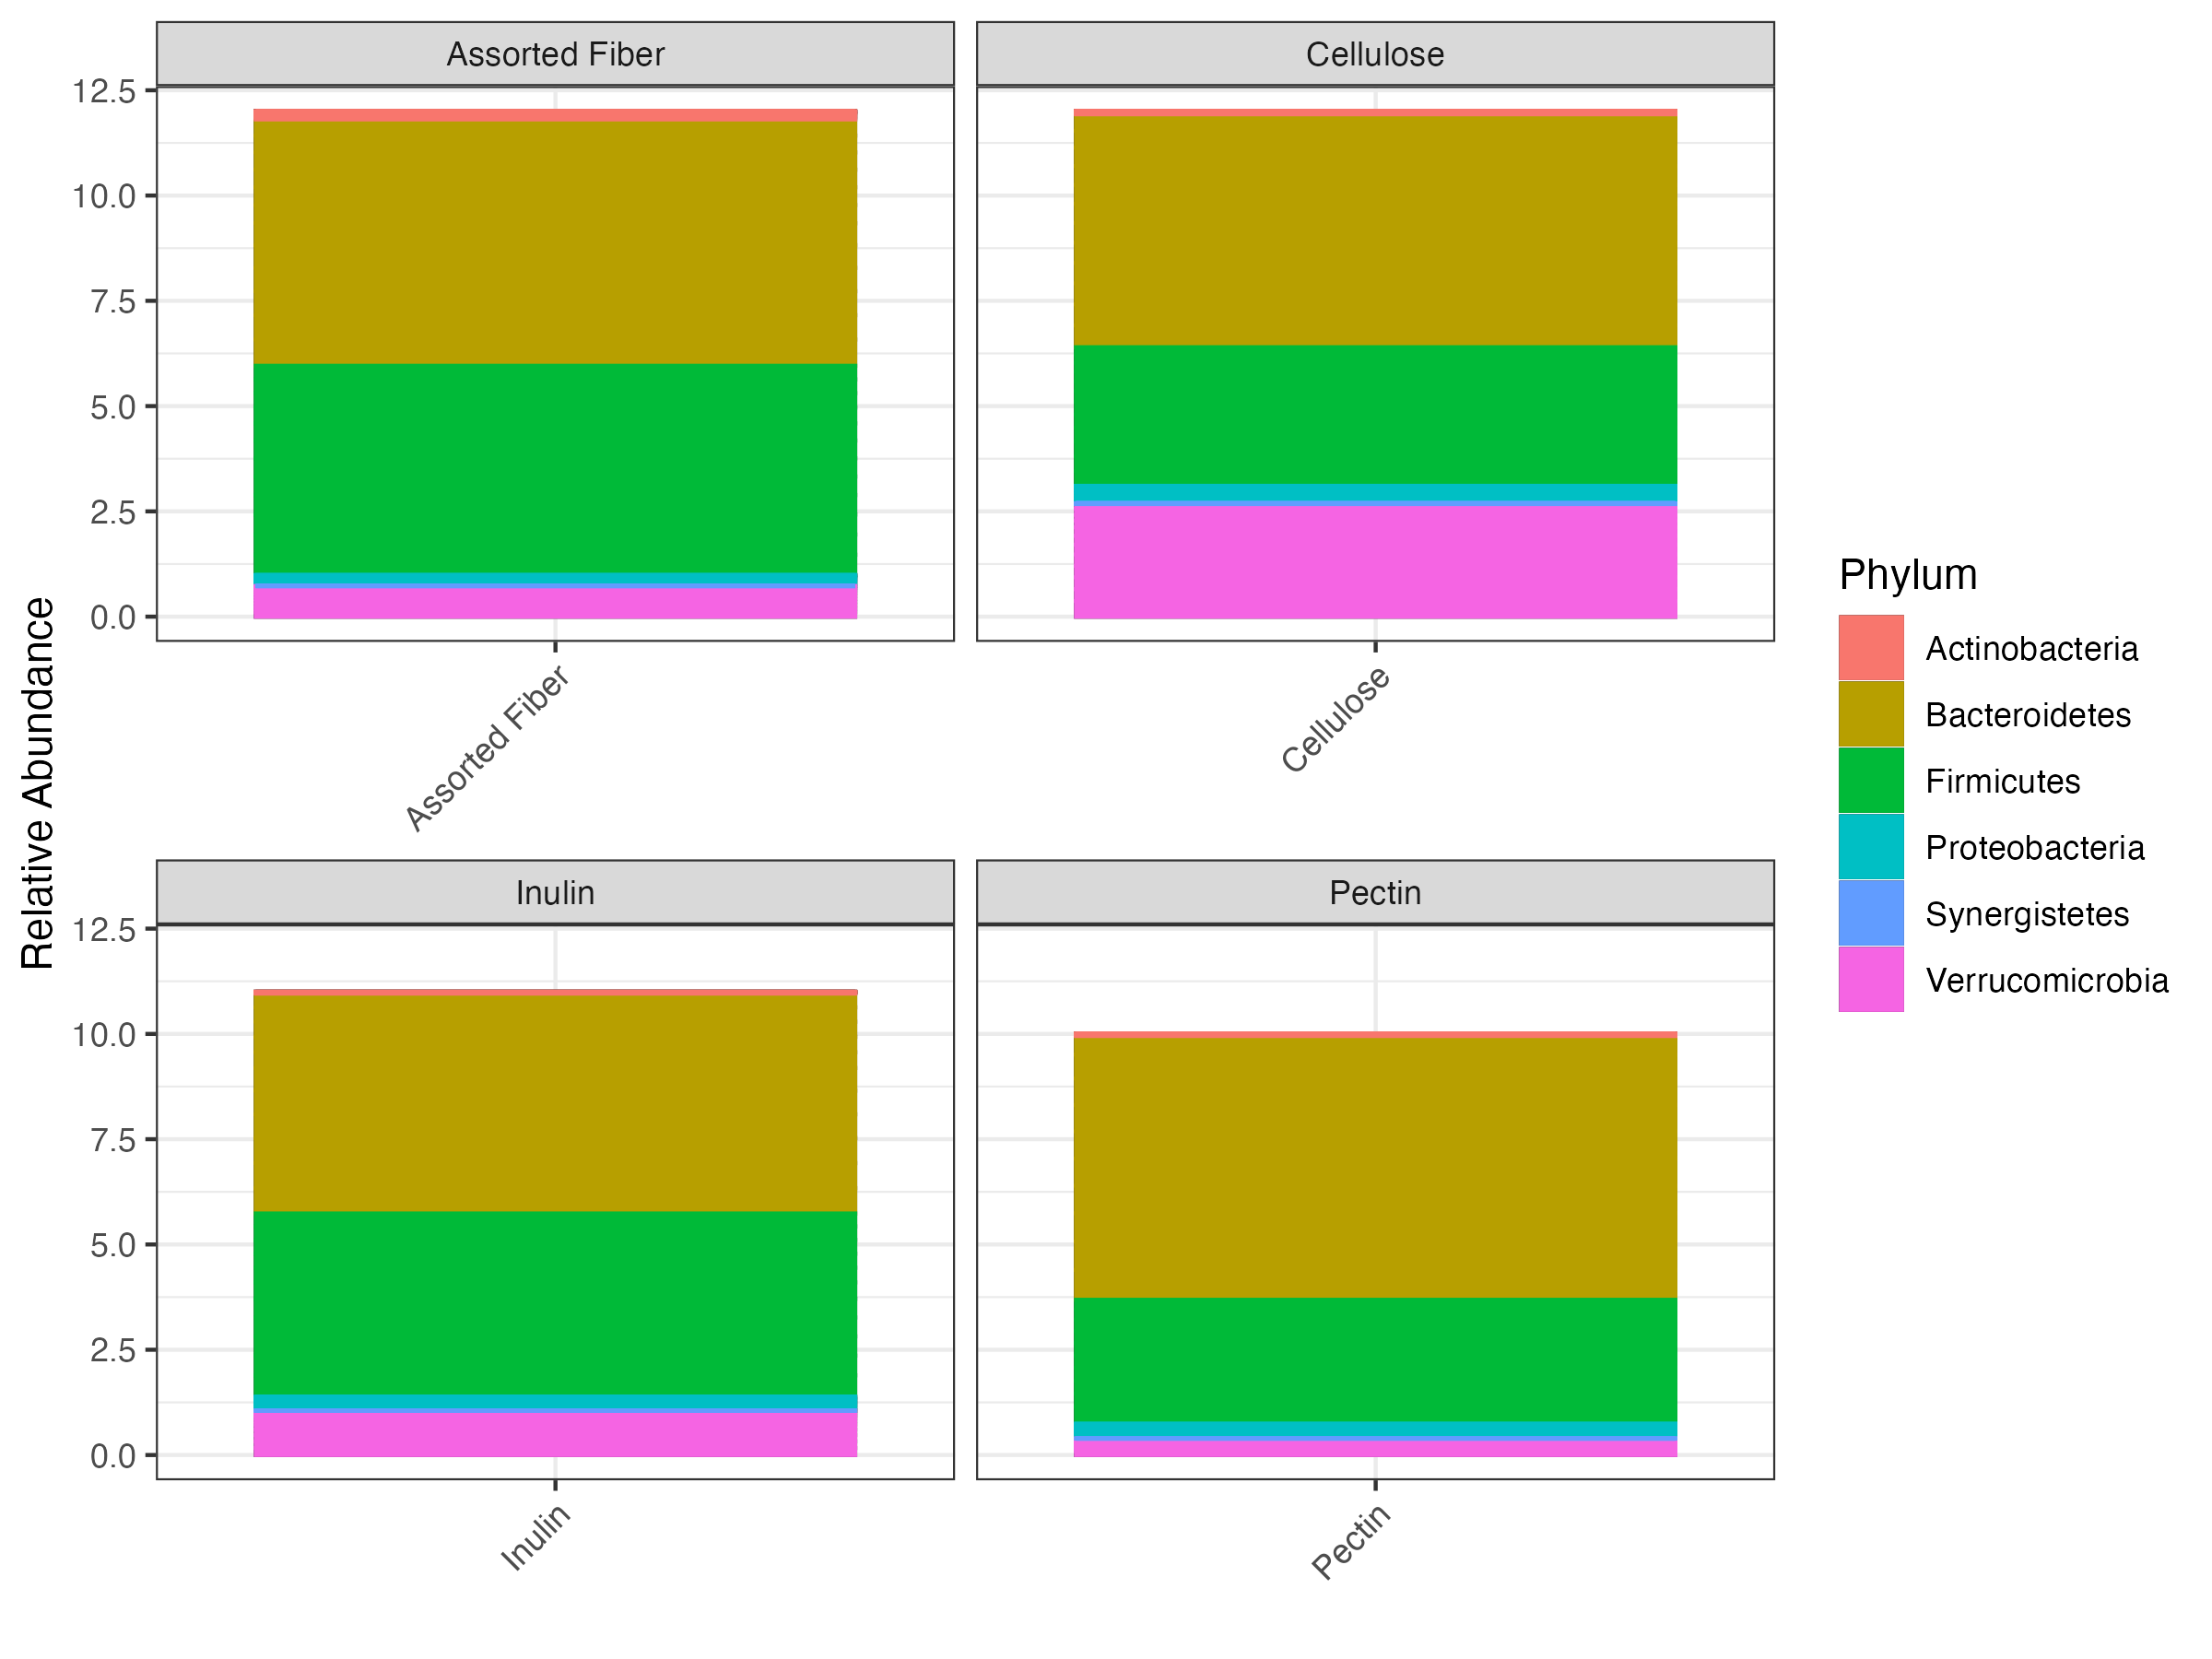 Assorted Fiber
Cellulose
12.5
10.0
7.5
5.0
2.5
0.0
Assorted Fiber
Cellulose
Relative Abundance
Inulin
Pectin
12.5
10.0
7.5
5.0
2.5
0.0
Inulin
Pectin
Phylum
Actinobacteria
Bacteroidetes
Firmicutes
Proteobacteria
Synergistetes
Verrucomicrobia